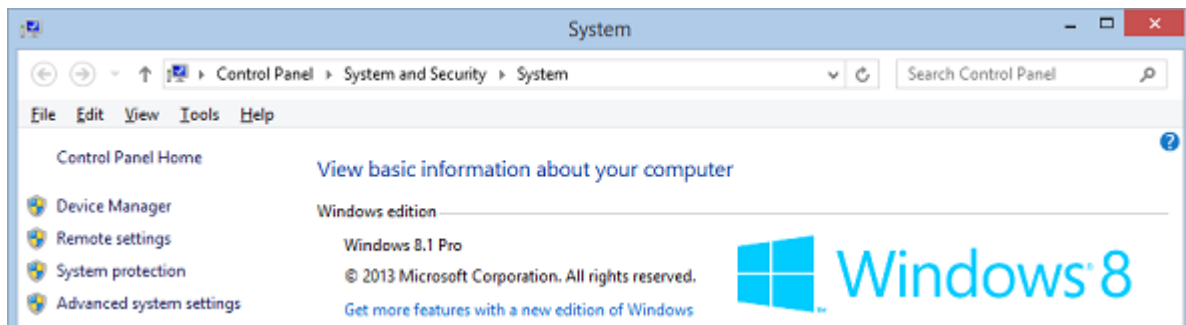 System
Control Panel ▸ System and Security ▸ System
Search Control Panel
File Edit View Tools Help
Control Panel Home
View basic information about your computer
Device Manager
Windows edition
Remote settings
Windows 8.1 Pro
System protection
© 2013 Microsoft Corporation. All rights reserved.
Windows 8
Advanced system settings
Get more features with a new edition of Windows